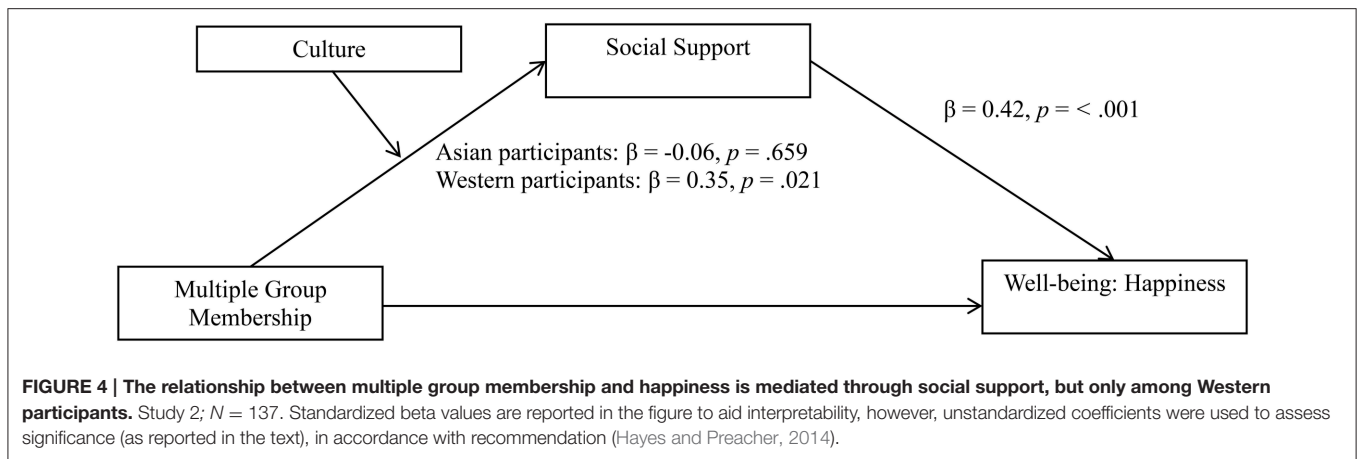 Culture
Social Support
β = 0.42, p = < .001
Asian participants: β = -0.06, p = .659
Western participants: β = 0.35, p = .021
Multiple Group
Membership
Well-being: Happiness
FIGURE 4 | The relationship between multiple group membership and happiness is mediated through social support, but only among Western
participants. Study 2; N = 137. Standardized beta values are reported in the figure to aid interpretability, however, unstandardized coefficients were used to assess
significance (as reported in the text), in accordance with recommendation (Hayes and Preacher, 2014).